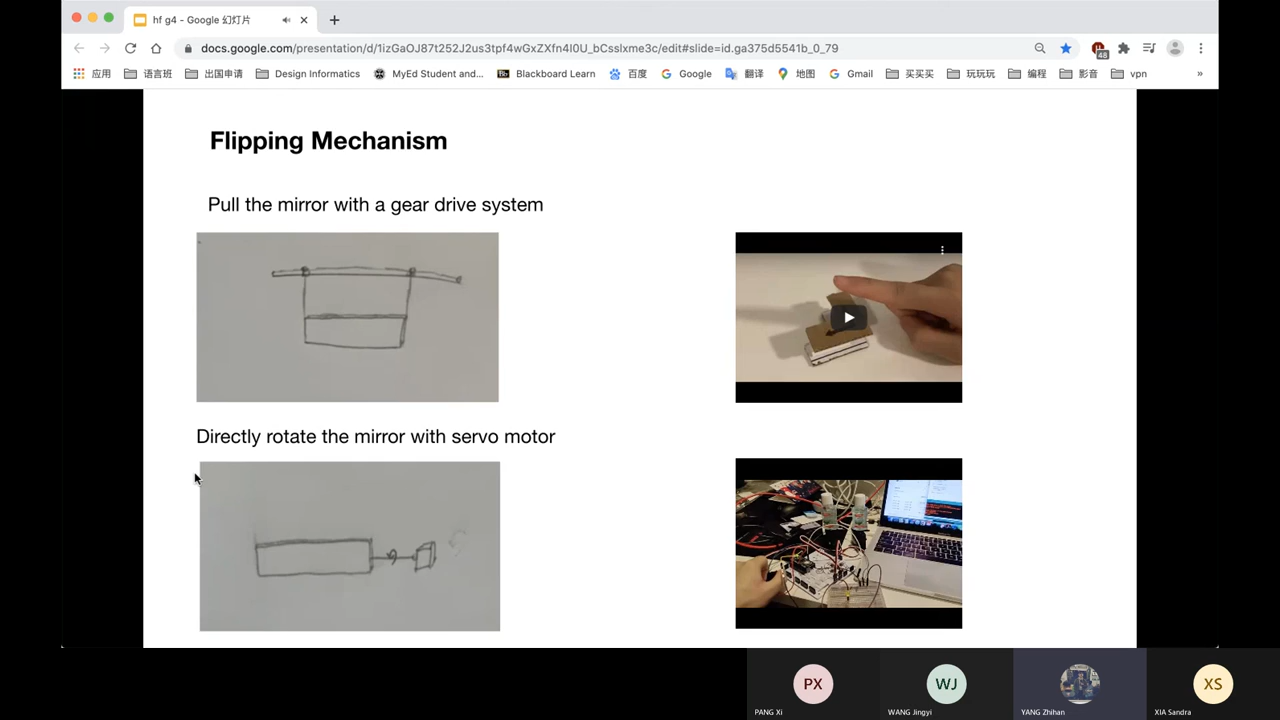 hf g4 - Google 幻灯片
docs.google.com/presentation/d/1izGaOJ87t252J2us3tpf4wGxZXfn4l0U_bCsslxme3c/edit#slide=id.ga375d5541b_0_79
48
应用 语言班 出国申请 Design Informatics MyEd Student and... Blackboard Learn 百度 Google 翻译 地图 Gmail 买买买 玩玩玩 编程 影音 vpn »
Flipping Mechanism
Pull the mirror with a gear drive system
Directly rotate the mirror with servo motor
PX WJ XS
PANG Xi WANG Jingyi YANG Zhihan XIA Sandra